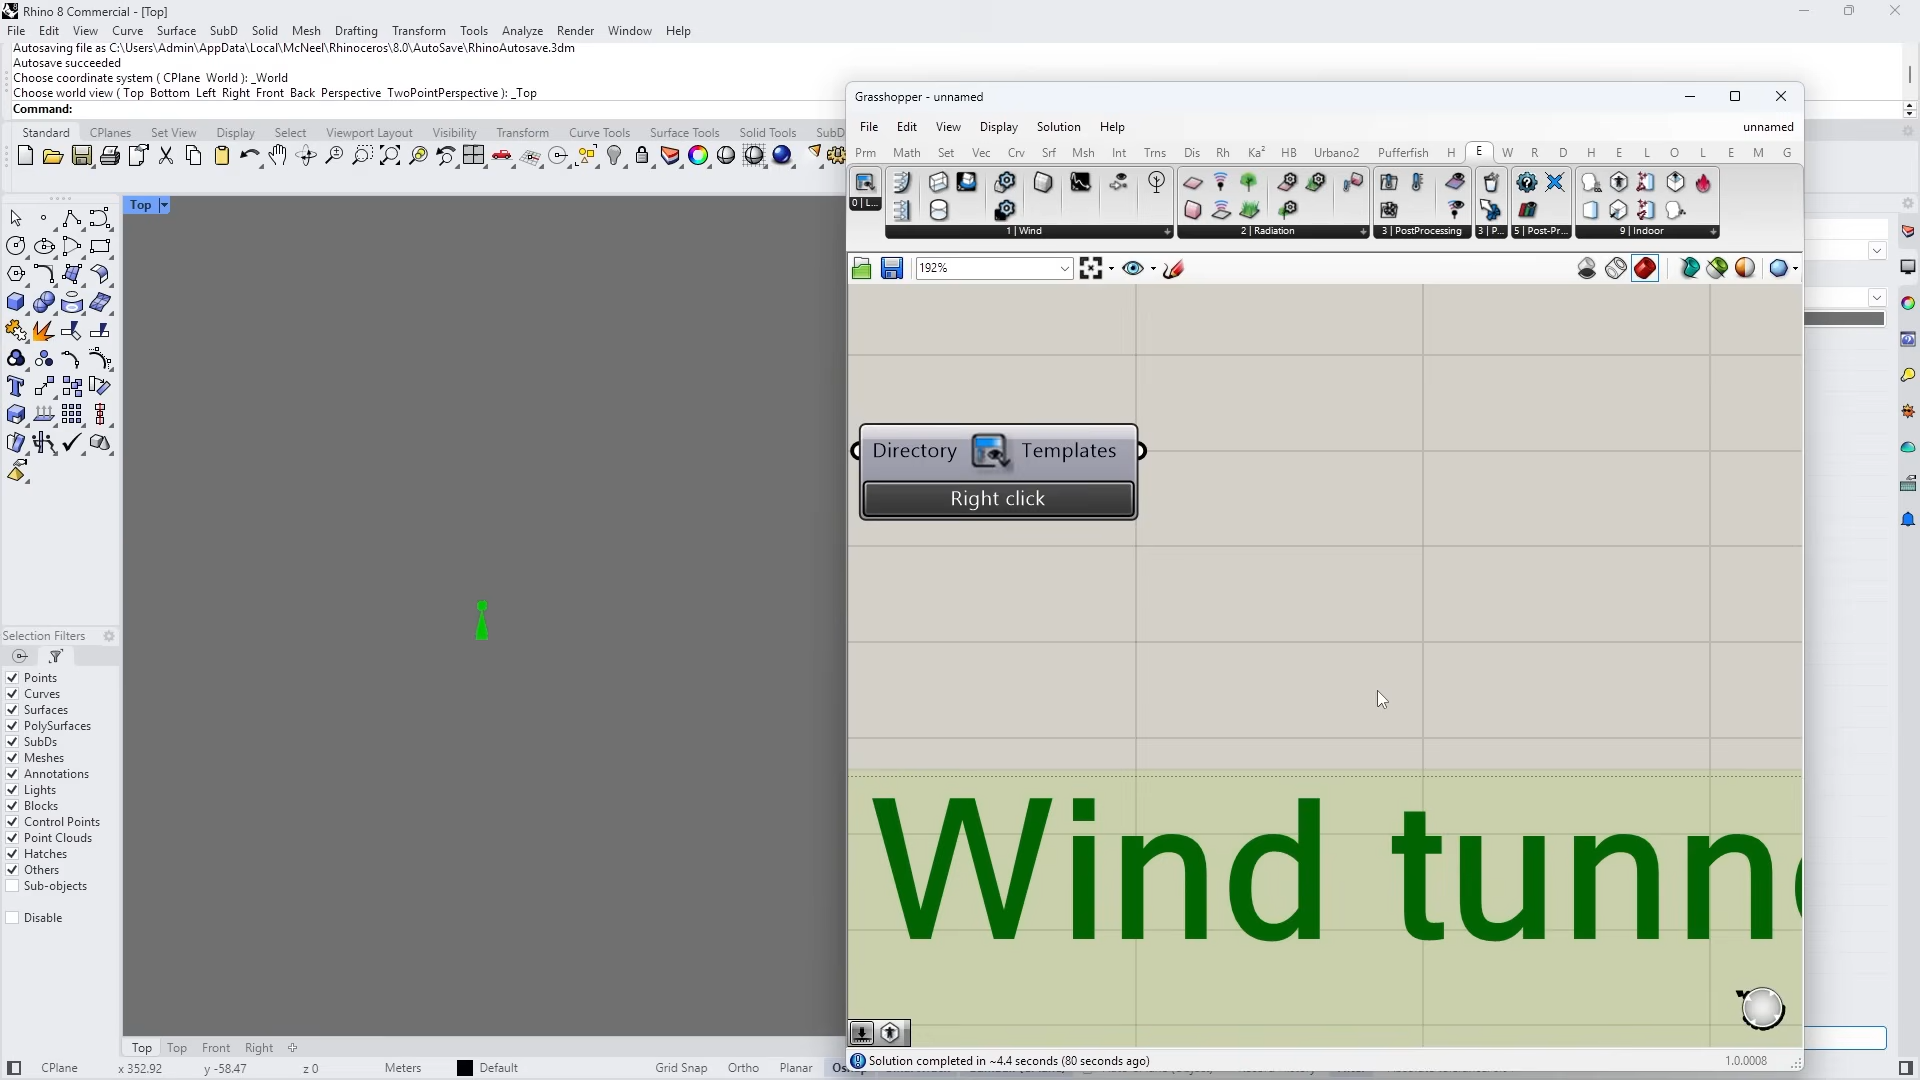 Rhino 8 Commercial - [Top]
File Edit View Curve Surface SubD Solid Mesh Drafting Transform Tools Analyze Render Window Help
Autosaving file as C:\Users\Admin\AppData\Local\McNeel\Rhinoceros\8.0\AutoSave\RhinoAutosave.3dm
Autosave succeeded
Choose coordinate system ( CPlane World ): _World
Choose world view ( Top Bottom Left Right Front Back Perspective TwoPointPerspective ): _Top
Command:
Standard CPlanes Set View Display Select Viewport Layout Visibility Transform Curve Tools Surface Tools Solid Tools SubD
Top
Grasshopper - unnamed
File Edit View Display Solution Help unnamed
Prm Math Set Vec Crv Srf Msh Int Trns Dis Rh Ka² HB Urbano2 Pufferfish H E W R D H E L O L E M G
0 | L... 1 | Wind 2 | Radiation 3 | PostProcessing 3 | P... 5 | Post-Pr... 9 | Indoor
192%
Directory Templates
Right click
Wind tunn
Selection Filters
Points
Curves
Surfaces
PolySurfaces
SubDs
Meshes
Annotations
Lights
Blocks
Control Points
Point Clouds
Hatches
Others
Sub-objects
Disable
Top Top Front Right
Solution completed in ~4.4 seconds (80 seconds ago) 1.0.0008
CPlane x 352.92 y -58.47 z 0 Meters Default Grid Snap Ortho Planar